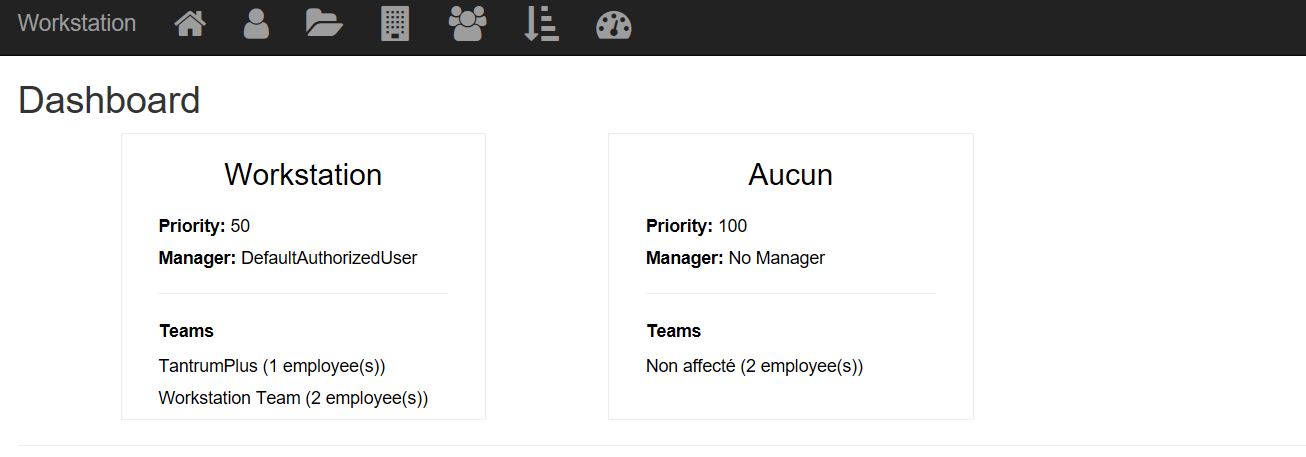 Workstation
Dashboard
Workstation
Priority: 50
Manager: DefaultAuthorizedUser
Teams
TantrumPlus (1 employee(s))
Workstation Team (2 employee(s))
Aucun
Priority: 100
Manager: No Manager
Teams
Non affecté (2 employee(s))